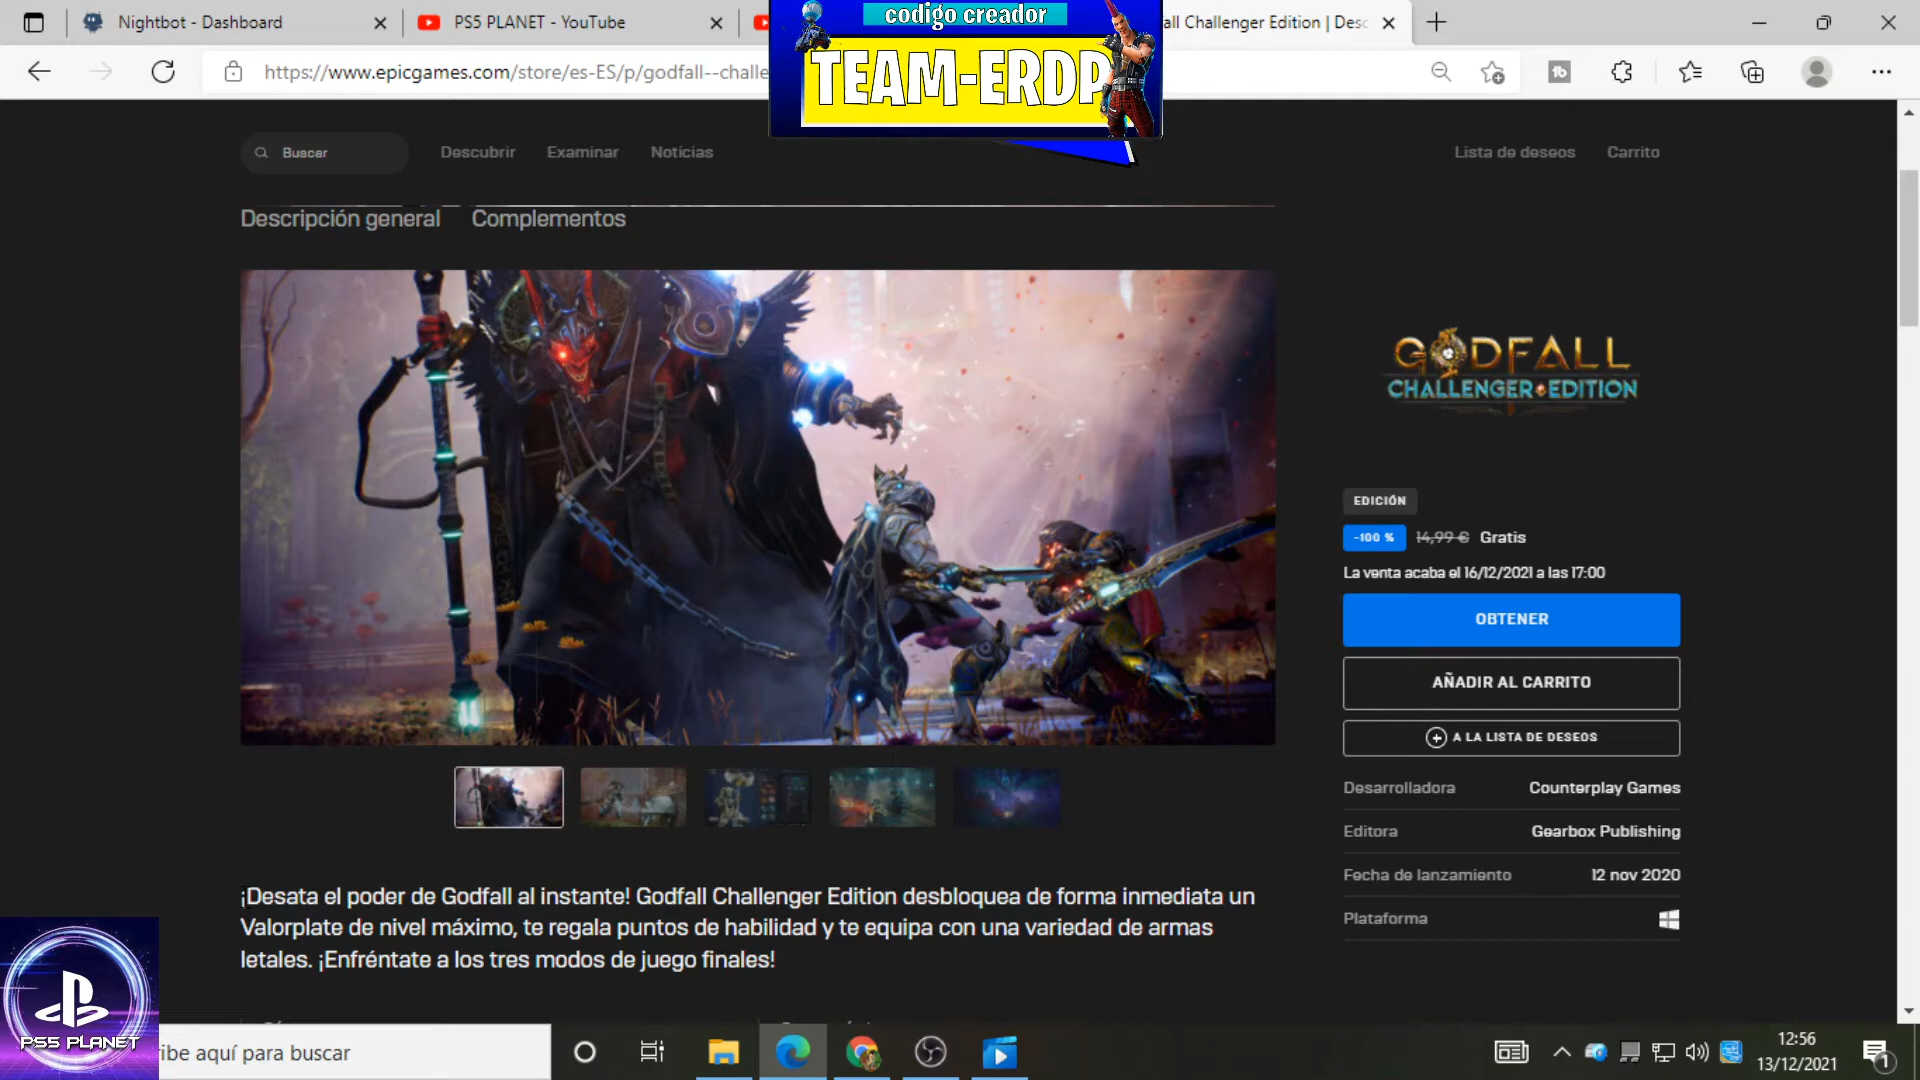 Nightbot - Dashboard
PS5 PLANET - YouTube
all Challenger Edition | Desc
codigo creador
TEAM-ERDP
https://www.epicgames.com/store/es-ES/p/godfall--challe
Buscar
Descubrir
Examinar
Noticias
Lista de deseos
Carrito
Descripción general
Complementos
GODFALL
CHALLENGER EDITION
EDICIÓN
-100 % 14,99 € Gratis
La venta acaba el 16/12/2021 a las 17:00
OBTENER
AÑADIR AL CARRITO
A LA LISTA DE DESEOS
Desarrolladora Counterplay Games
Editora Gearbox Publishing
Fecha de lanzamiento 12 nov 2020
Plataforma
¡Desata el poder de Godfall al instante! Godfall Challenger Edition desbloquea de forma inmediata un
Valorplate de nivel máximo, te regala puntos de habilidad y te equipa con una variedad de armas
letales. ¡Enfréntate a los tres modos de juego finales!
PS5 PLANET
ribe aquí para buscar
12:56
13/12/2021
1